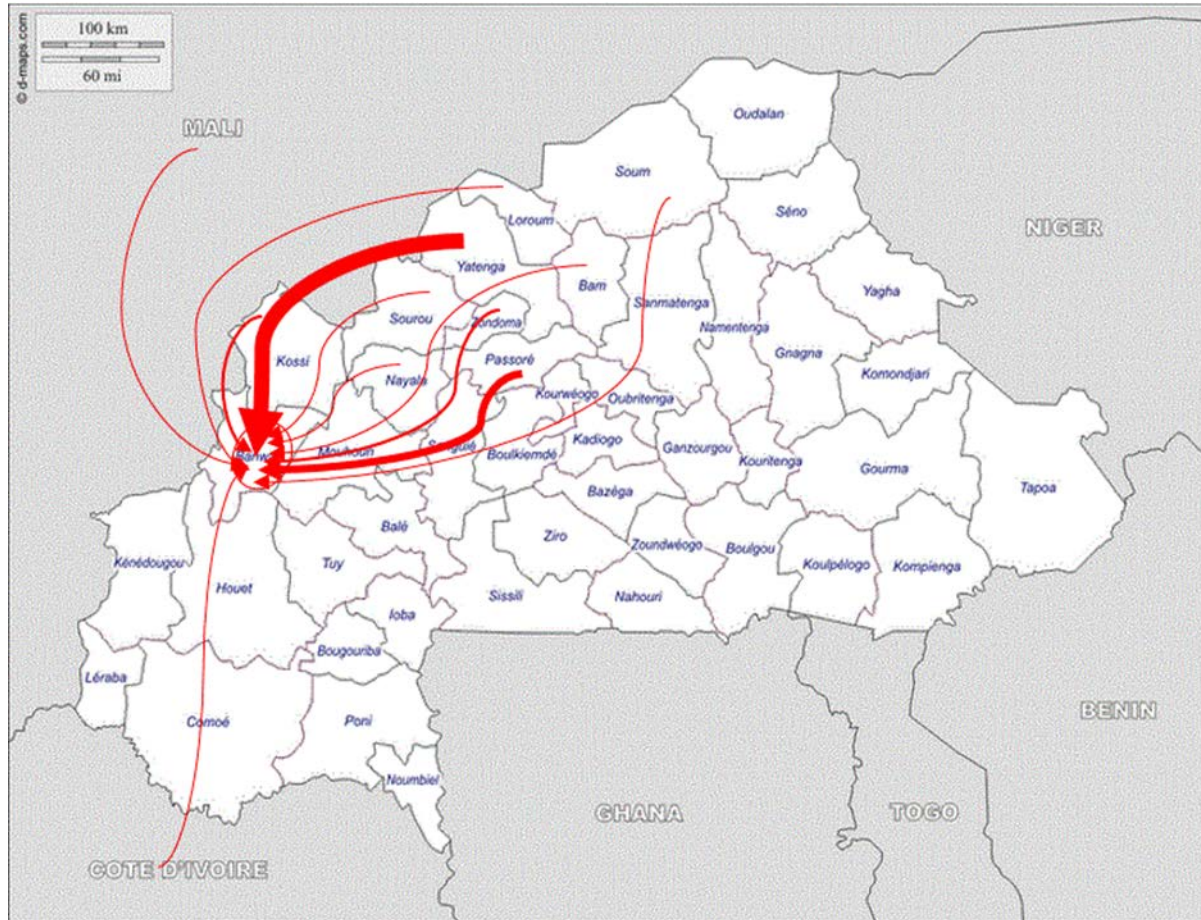 100 km
60 mi
© d-maps.com
MALI
Oudalan
Soum
Loroum
Séno
NIGER
Yatenga
Bam
Yagha
Sourou
Zondoma
Sanmatenga
Namentenga
Gnagna
Kossi
Passoré
Komondjari
Nayala
Kourwéogo
Oubritenga
Kadiogo
Ganzourgou
Kouritenga
Gourma
Boulkiemdé
Mouhoun
Bazèga
Tapoa
Balé
Ziro
Zoundwéogo
Boulgou
Koulpélogo
Kompienga
Kénédougou
Tuy
Houet
Sissili
Nahouri
Ioba
Bougouriba
Léraba
Comoé
Poni
BENIN
Noumbiel
GHANA
TOGO
COTE D'IVOIRE